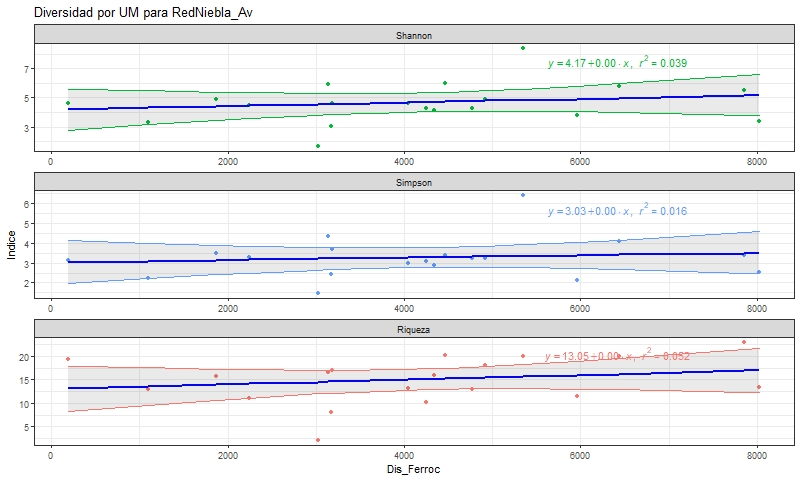 Diversidad por UM para RedNiebla_Av
Shannon
y = 4.17+0.00 · x, r² = 0.039
7
5
3
0 2000 4000 6000 8000
Simpson
y = 3.03+0.00 · x, r² = 0.016
6
5
4
3
2
0 2000 4000 6000 8000
Indice
Riqueza
y = 13.05+0.00 · x, r² = 0.052
20
15
10
5
0 2000 4000 6000 8000
Dis_Ferroc